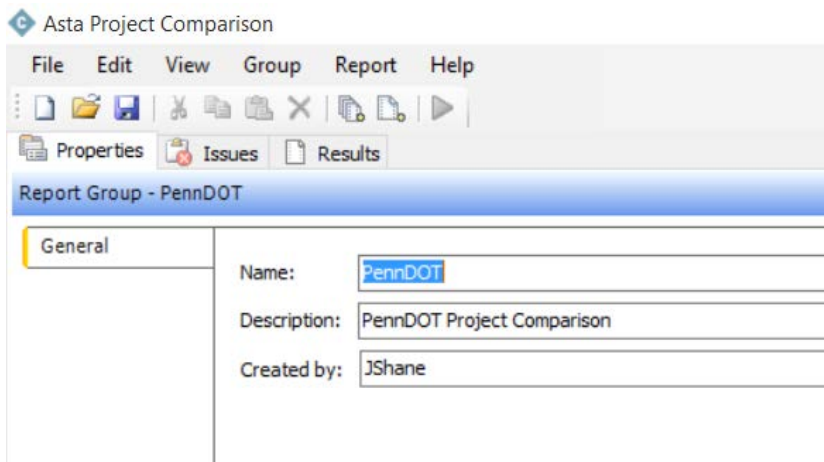 Asta Project Comparison
File Edit View Group Report Help
Properties Issues Results
Report Group - PennDOT
General
Name: PennDOT
Description: PennDOT Project Comparison
Created by: JShane